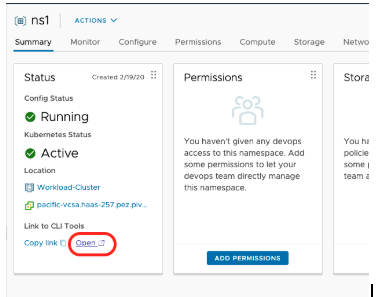 ns1
ACTIONS
Summary Monitor Configure Permissions Compute Storage Netwo
Status
Created 2/19/20
Config Status
Running
Kubernetes Status
Active
Location
Workload-Cluster
pacific-vcsa.haas-257.pez.piv...
Link to CLI Tools
Copy link
Open
Permissions
You haven't given any devops
access to this namespace. Add
some permissions to let your
devops team directly manage
this namespace.
ADD PERMISSIONS
Stora
You ha
policie
some p
team a